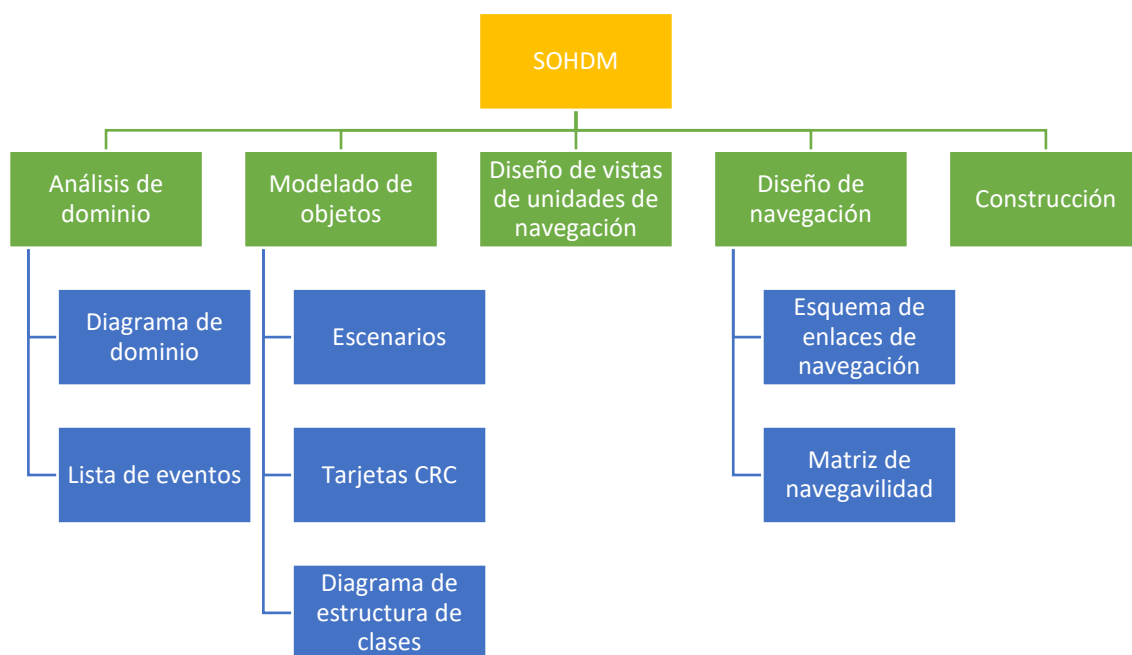 SOHDM
Análisis de
dominio
Modelado de
objetos
Diseño de vistas
de unidades de
navegación
Diseño de
navegación
Construcción
Diagrama de
dominio
Lista de eventos
Escenarios
Tarjetas CRC
Diagrama de
estructura de
clases
Esquema de
enlaces de
navegación
Matriz de
navegavilidad